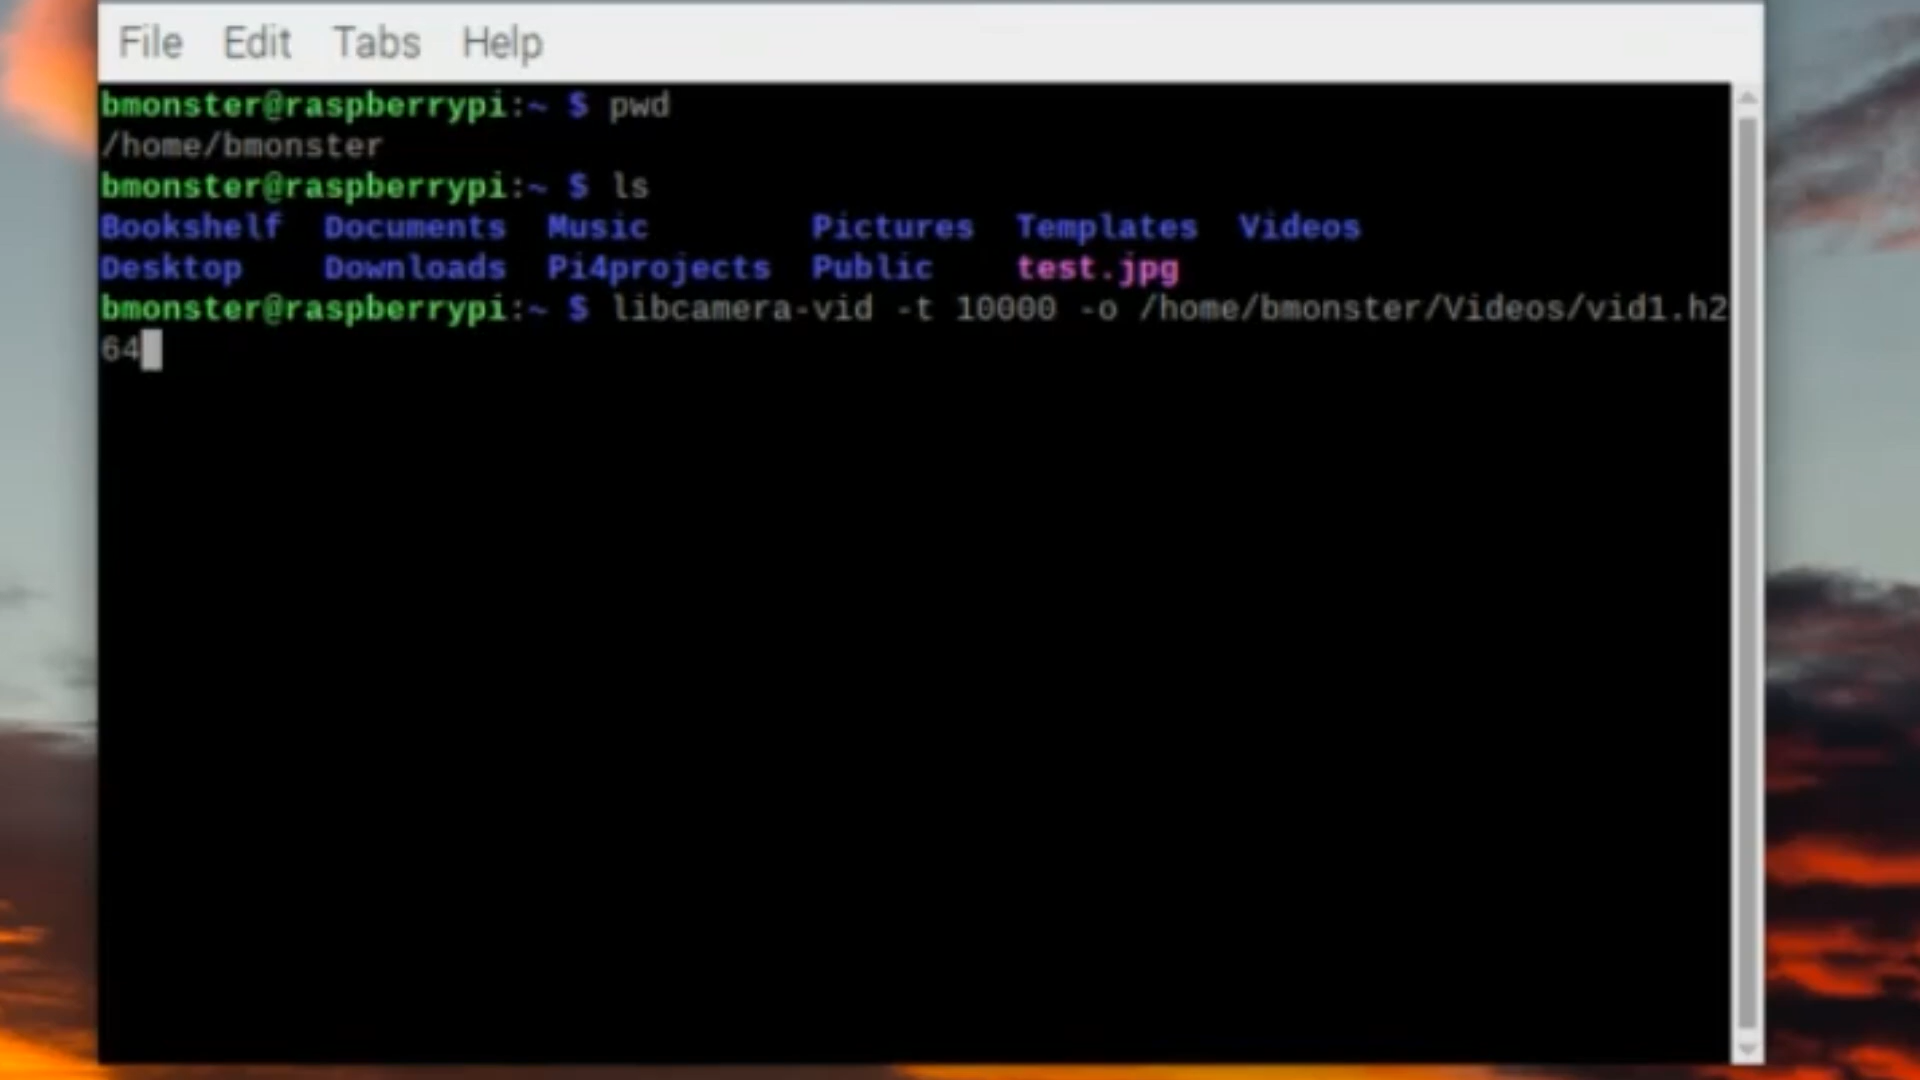 File Edit Tabs Help
bmonster@raspberrypi:~ $ pwd
/home/bmonster
bmonster@raspberrypi:~ $ ls
Bookshelf Documents Music Pictures Templates Videos
Desktop Downloads Pi4projects Public test.jpg
bmonster@raspberrypi:~ $ libcamera-vid -t 10000 -o /home/bmonster/Videos/vid1.h2
64